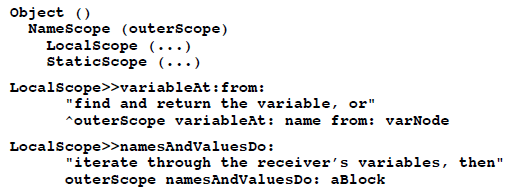 Object ()
NameScope (outerScope)
LocalScope (...)
StaticScope (...)
LocalScope>>variableAt:from:
"find and return the variable, or"
^outerScope variableAt: name from: varNode
LocalScope>>namesAndValuesDo:
"iterate through the receiver’s variables, then"
outerScope namesAndValuesDo: aBlock